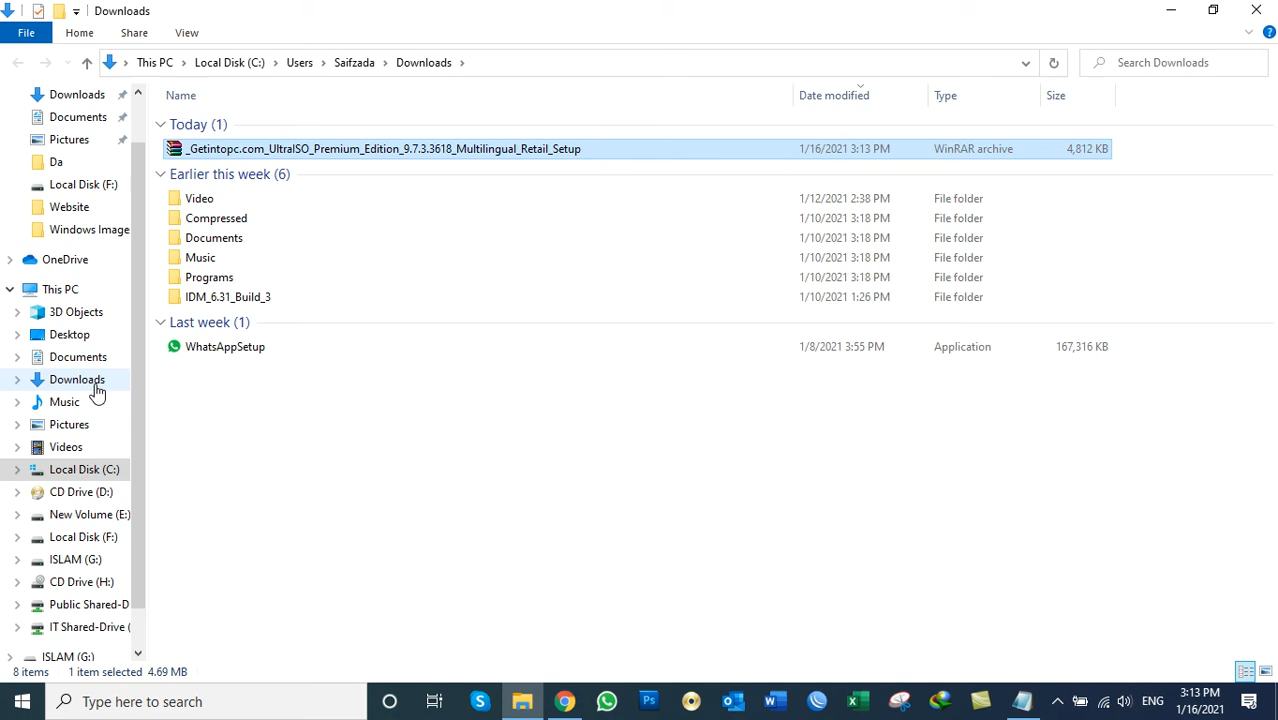 Downloads
File Home Share View
This PC Local Disk (C:) Users Saifzada Downloads Search Downloads
Name Date modified Type Size
Downloads
Documents
Pictures
Da
Local Disk (F:)
Website
Windows Image
OneDrive
This PC
3D Objects
Desktop
Documents
Downloads
Music
Pictures
Videos
Local Disk (C:)
CD Drive (D:)
New Volume (E:)
Local Disk (F:)
ISLAM (G:)
CD Drive (H:)
Public Shared-D
IT Shared-Drive (
ISLAM (G:)
Today (1)
_Getintopc.com_UltraISO_Premium_Edition_9.7.3.3618_Multilingual_Retail_Setup 1/16/2021 3:13 PM WinRAR archive 4,812 KB
Earlier this week (6)
Video 1/12/2021 2:38 PM File folder
Compressed 1/10/2021 3:18 PM File folder
Documents 1/10/2021 3:18 PM File folder
Music 1/10/2021 3:18 PM File folder
Programs 1/10/2021 3:18 PM File folder
IDM_6.31_Build_3 1/10/2021 1:26 PM File folder
Last week (1)
WhatsAppSetup 1/8/2021 3:55 PM Application 167,316 KB
8 items 1 item selected 4.69 MB
Type here to search
ENG
3:13 PM
1/16/2021